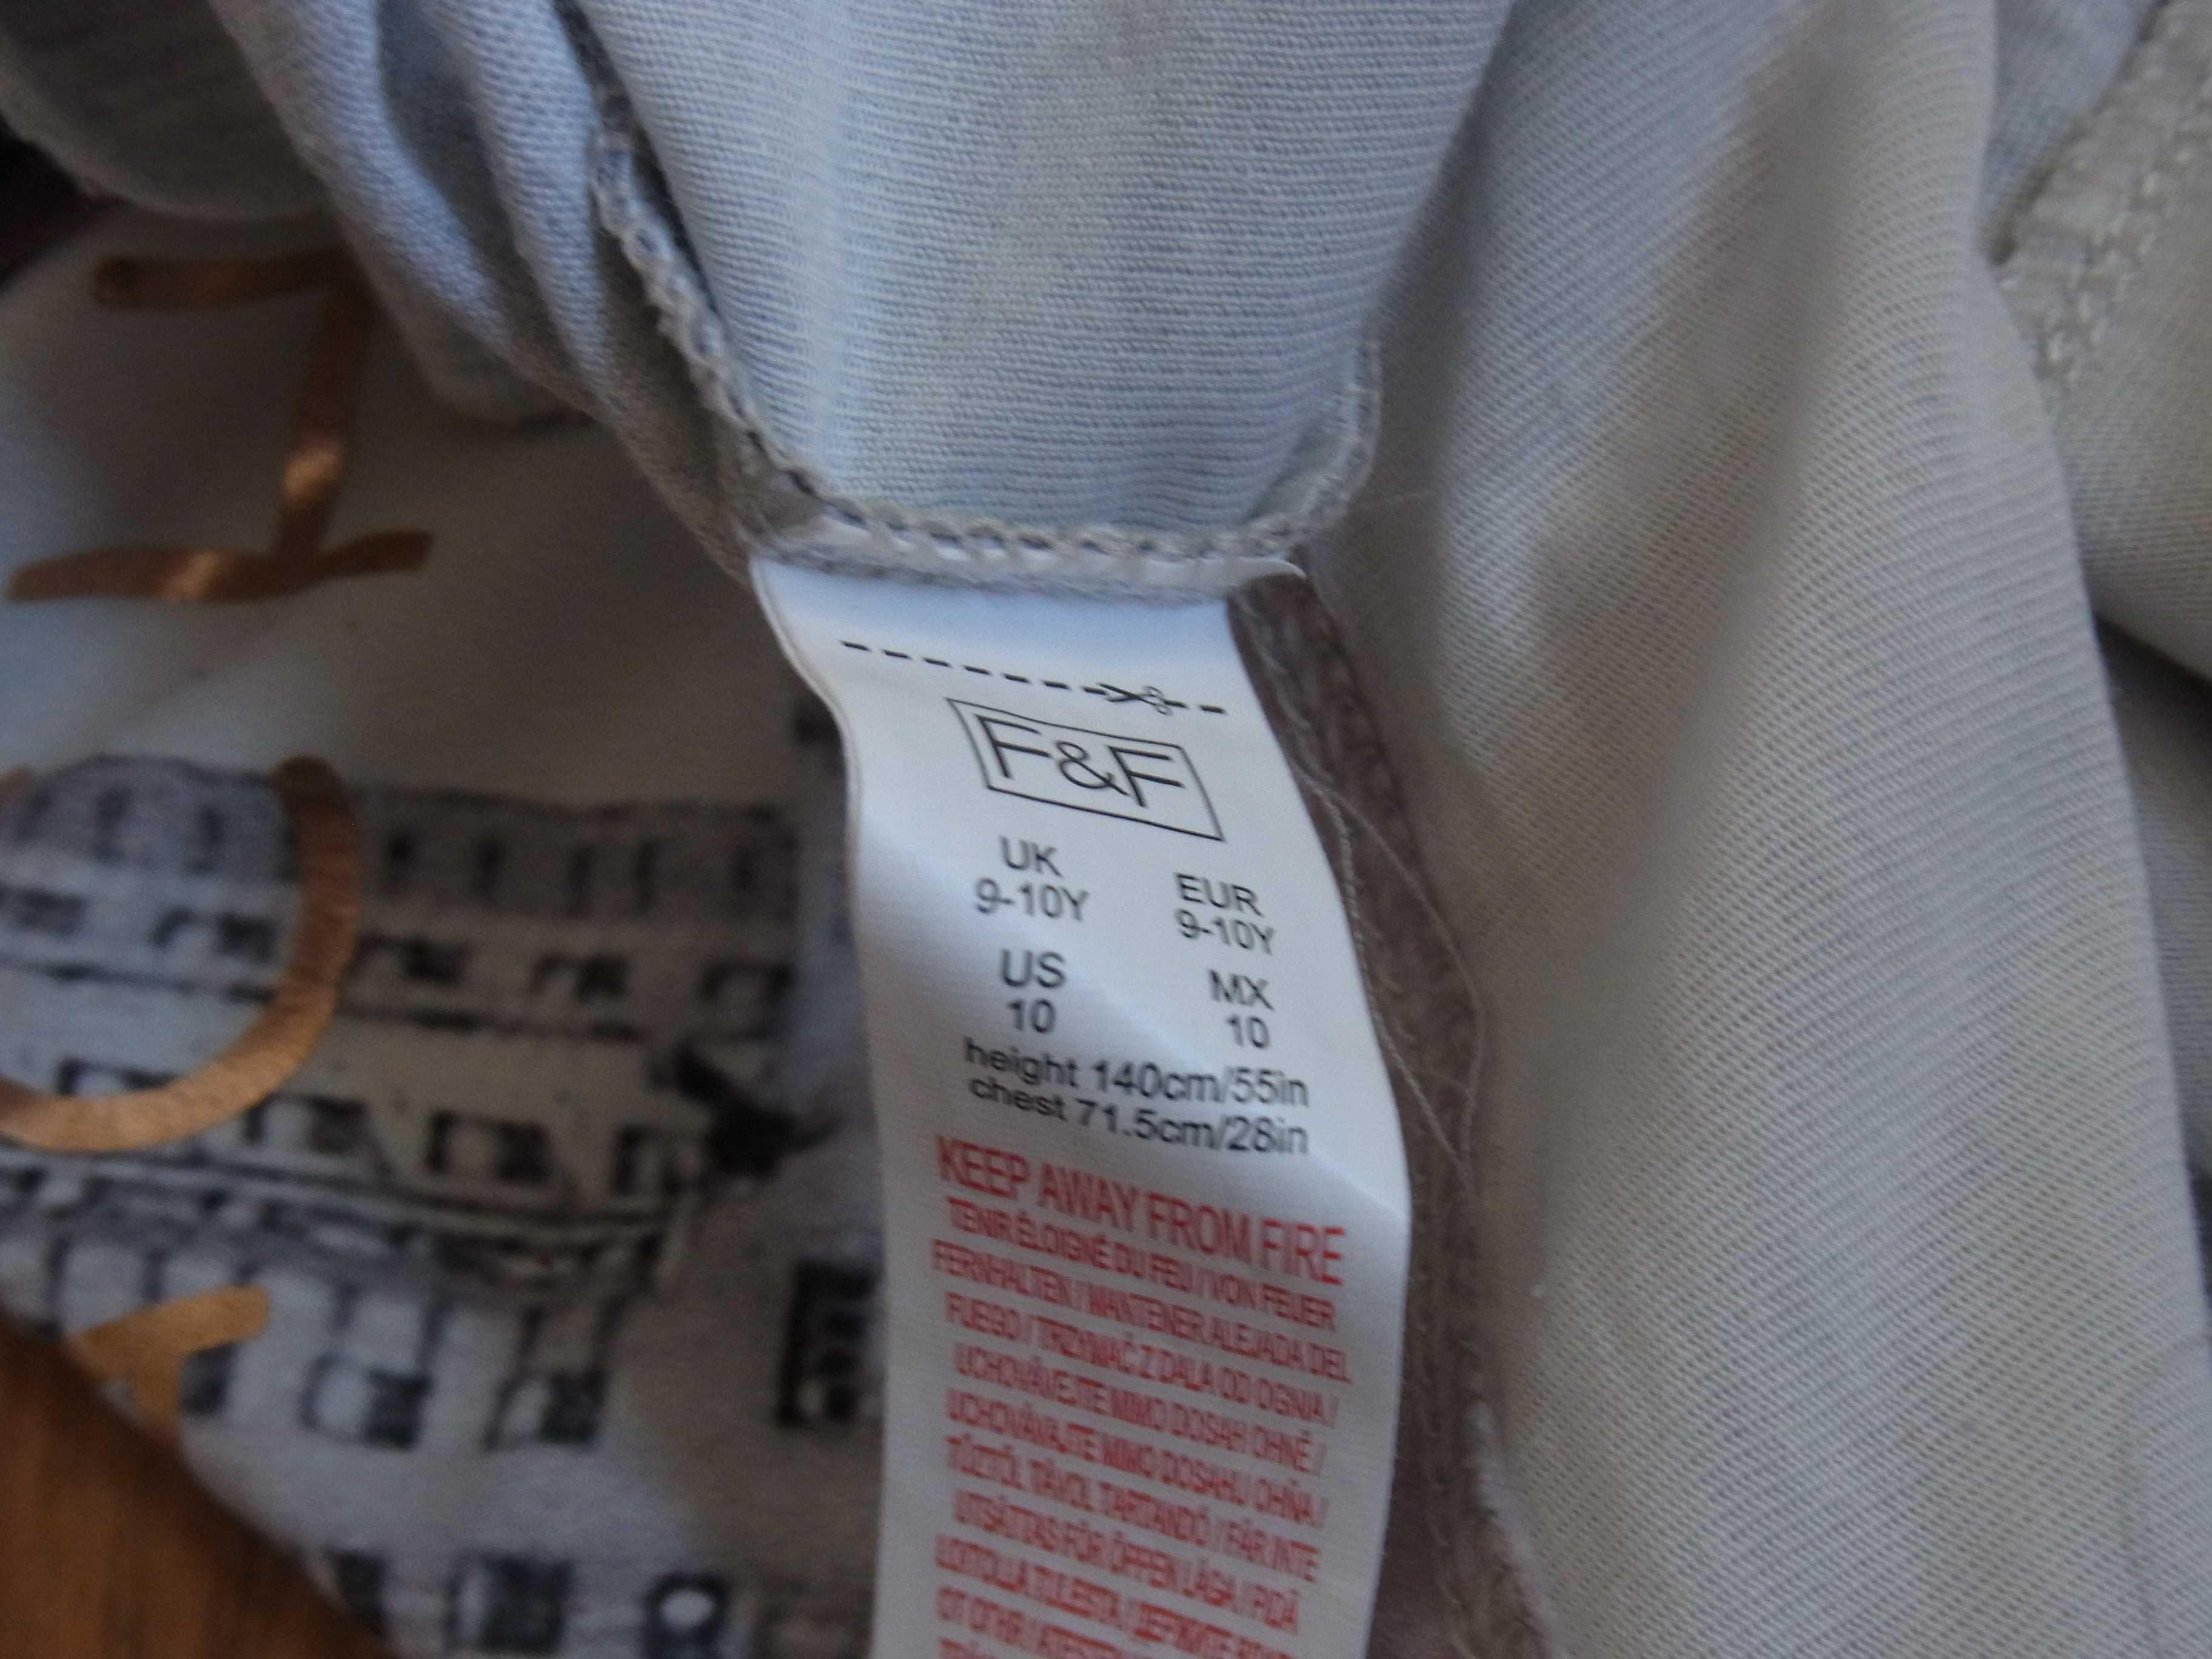 F&F
UK
9-10Y
EUR
9-10Y
US
10
MX
10
height 140cm/55in
chest 71.5cm/28in
KEEP AWAY FROM FIRE
TENIR ÉLOIGNÉ DU FEU / VON FEUER
FERNHALTEN / MANTENER ALEJADA DEL
FUEGO / TRZYMAĆ Z DALA OD OGNIA /
UCHOVÁVEJTE MIMO DOSAH OHNĚ /
UCHOVÁVAJTE MIMO DOSAHU OHŇA /
TŰZTŐL TÁVOL TARTANDÓ / FÅR INTE
UTSÄTTAS FÖR ÖPPEN LÅGA / PIDÄ
LOITOLLA TULESTA /